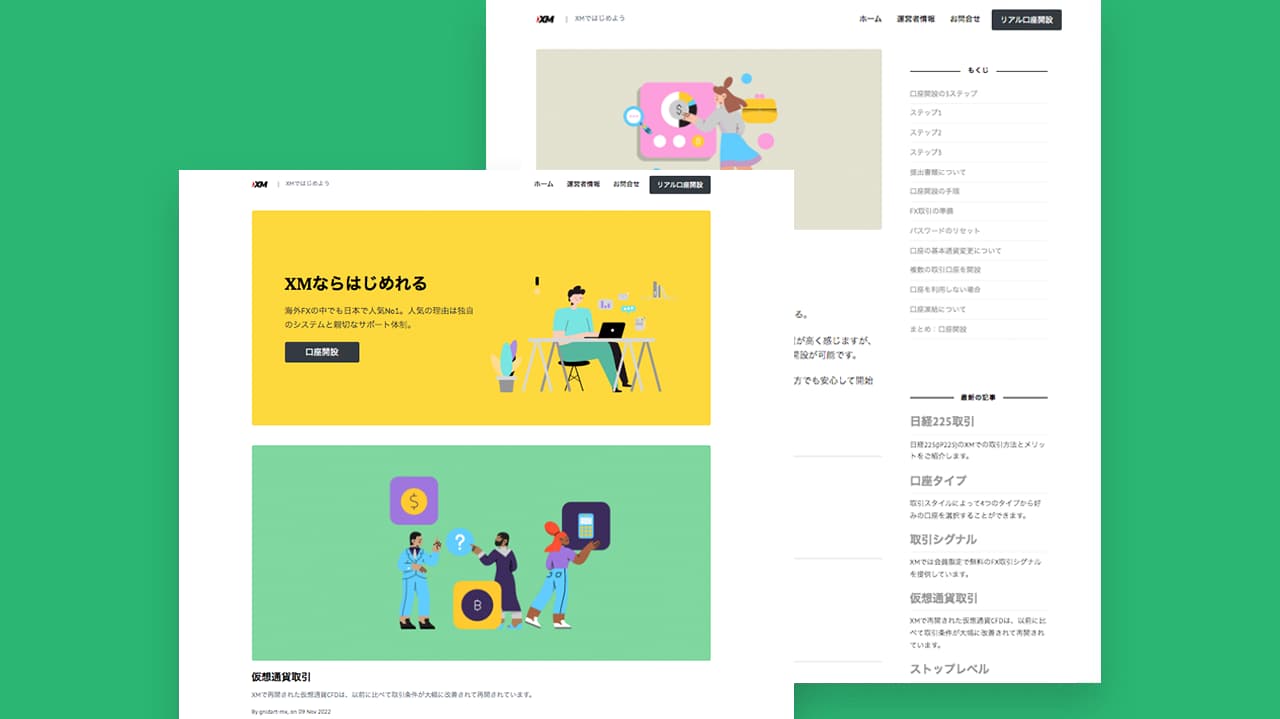 XM | XMではじめよう
ホーム 運営者情報 お問合せ リアル口座開設
もくじ
口座開設の3ステップ
ステップ1
ステップ2
ステップ3
提出書類について
口座開設の手順
FX取引の準備
パスワードのリセット
口座の基本通貨変更について
複数の取引口座を開設
口座を利用しない場合
口座凍結について
まとめ:口座開設
る。
が高く感じますが、
開設が可能です。
方でも安心して開始
最新の記事
日経225取引
日経225(JP225)のXMでの取引方法とメリッ
トをご紹介します。
口座タイプ
取引スタイルによって4つのタイプから好
みの口座を選択することができます。
取引シグナル
XMでは会員限定で無料のFX取引シグナル
を提供しています。
仮想通貨取引
XMで再開された仮想通貨CFDは、以前に比
べて取引条件が大幅に改善されて再開され
ています。
ストップレベル
XM | XMではじめよう
ホーム 運営者情報 お問合せ リアル口座開設
XMならはじめれる
海外FXの中でも日本で人気No1。人気の理由は独自
のシステムと親切なサポート体制。
口座開設
$
?
B
仮想通貨取引
XMで再開された仮想通貨CFDは、以前に比べて取引条件が大幅に改善されて再開されています。
By gnidart-mx, on 09 Nov 2022